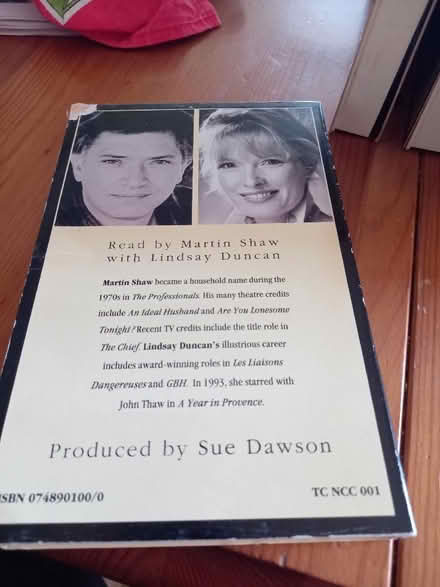 Read by Martin Shaw
with Lindsay Duncan
Martin Shaw became a household name during the
1970s in The Professionals. His many theatre credits
include An Ideal Husband and Are You Lonesome
Tonight? Recent TV credits include the title role in
The Chief. Lindsay Duncan's illustrious career
includes award-winning roles in Les Liaisons
Dangereuses and GBH. In 1993, she starred with
John Thaw in A Year in Provence.
Produced by Sue Dawson
ISBN 074890100/0
TC NCC 001